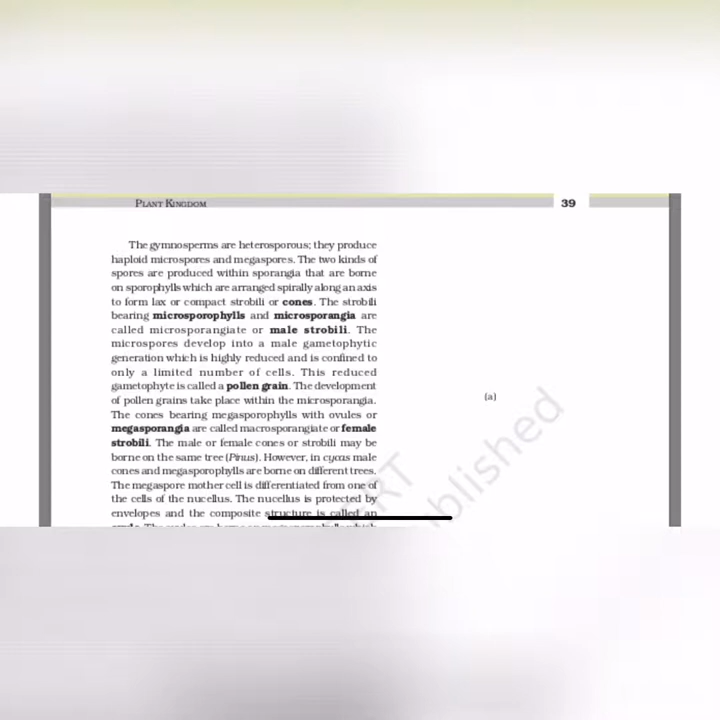 PLANT KINGDOM
39
The gymnosperms are heterosporous; they produce
haploid microspores and megaspores. The two kinds of
spores are produced within sporangia that are borne
on sporophylls which are arranged spirally along an axis
to form lax or compact strobili or cones. The strobili
bearing microsporophylls and microsporangia are
called microsporangiate or male strobili. The
microspores develop into a male gametophytic
generation which is highly reduced and is confined to
only a limited number of cells. This reduced
gametophyte is called a pollen grain. The development
of pollen grains take place within the microsporangia.
The cones bearing megasporophylls with ovules or
megasporangia are called macrosporangiate or female
strobili. The male or female cones or strobili may be
borne on the same tree (Pinus). However, in cycas male
cones and megasporophylls are borne on different trees.
The megaspore mother cell is differentiated from one of
the cells of the nucellus. The nucellus is protected by
envelopes and the composite structure is called an
(a)